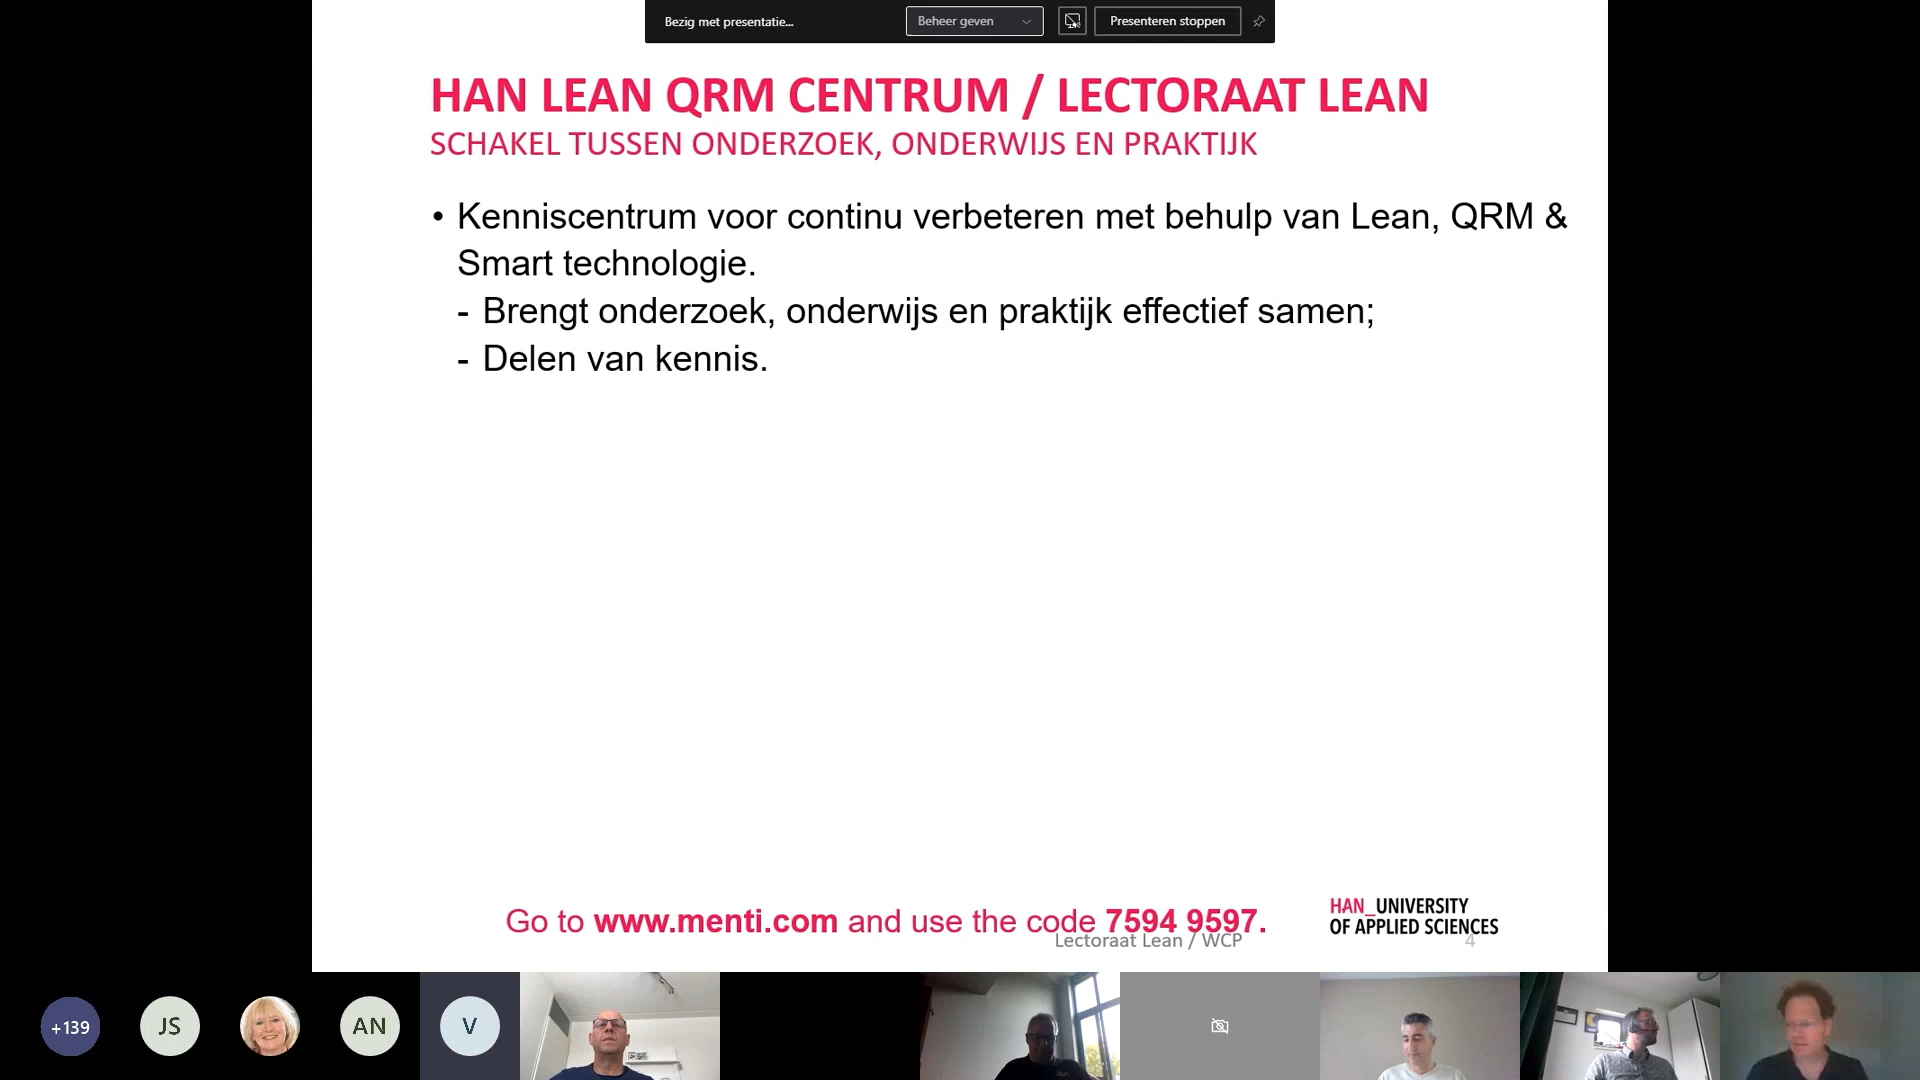 Bezig met presentatie...
Beheer geven
Presenteren stoppen
HAN LEAN QRM CENTRUM / LECTORAAT LEAN
SCHAKEL TUSSEN ONDERZOEK, ONDERWIJS EN PRAKTIJK
• Kenniscentrum voor continu verbeteren met behulp van Lean, QRM &
Smart technologie.
- Brengt onderzoek, onderwijs en praktijk effectief samen;
- Delen van kennis.
Go to www.menti.com and use the code 7594 9597.
Lectoraat Lean / WCP
HAN_UNIVERSITY
OF APPLIED SCIENCES
4
+139
JS
AN
V